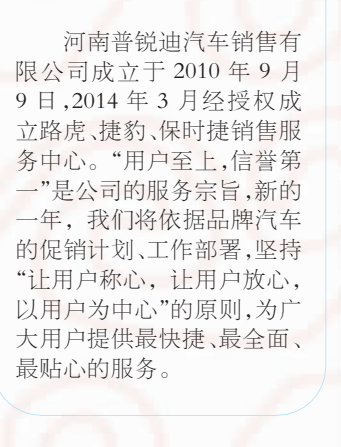 河南普锐迪汽车销售有
限公司成立于 2010 年 9 月
9 日,2014 年 3 月经授权成
立路虎、捷豹、保时捷销售服
务中心。“用户至上,信誉第
一”是公司的服务宗旨,新的
一年，我们将依据品牌汽车
的促销计划、工作部署,坚持
“让用户称心，让用户放心，
以用户为中心”的原则,为广
大用户提供最快捷、最全面、
最贴心的服务。